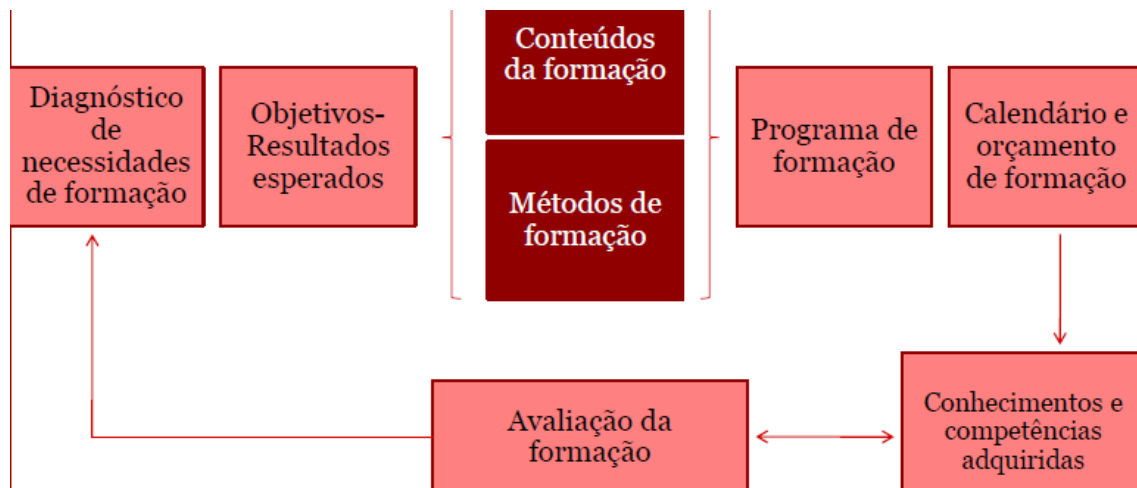 Diagnóstico
de
necessidades
de formação
Objetivos-
Resultados
esperados
Conteúdos
da formação
Métodos de
formação
Programa de
formação
Calendário e
orçamento
de formação
Conhecimentos e
competências
adquiridas
Avaliação da
formação